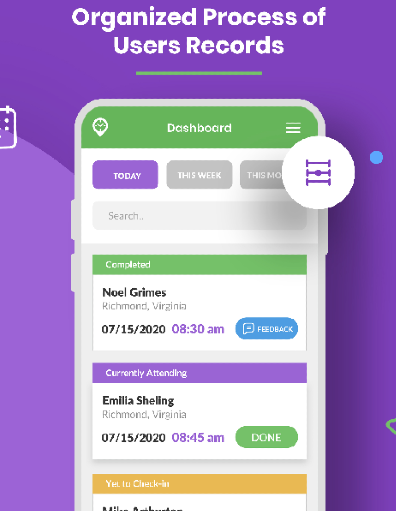 Organized Process of
Users Records
Dashboard
TODAY
THIS WEEK
THIS MO
Search..
Completed
Noel Grimes
Richmond, Virginia
07/15/2020 08:30 am
FEEDBACK
Currently Attending
Emilia Sheling
Richmond, Virginia
07/15/2020 08:45 am
DONE
Yet to Check-in
Mike